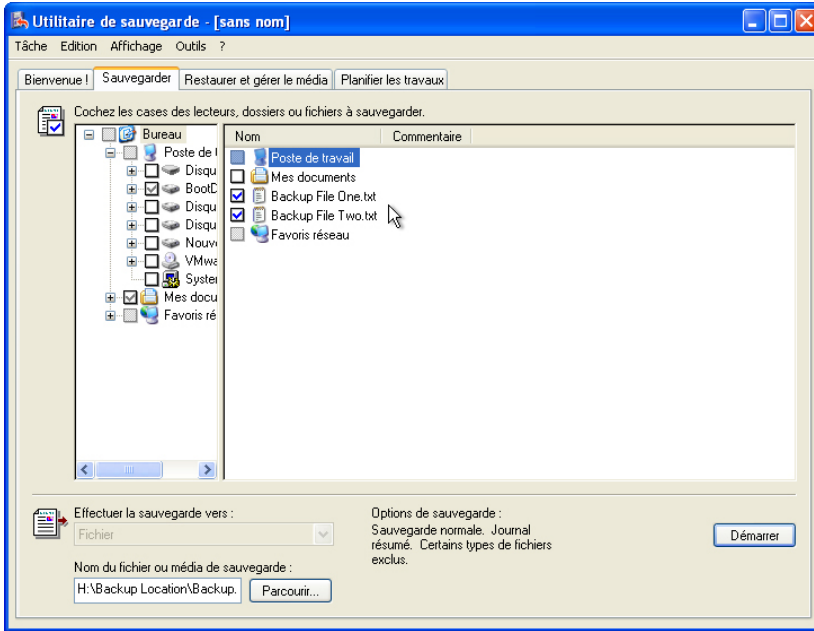 Utilitaire de sauvegarde - [sans nom]
Tâche Edition Affichage Outils ?
Bienvenue ! Sauvegarder Restaurer et gérer le média Planifier les travaux
Cochez les cases des lecteurs, dossiers ou fichiers à sauvegarder.
Bureau
Poste de
Disqu
BootD
Disqu
Disqu
Nouv
VMwa
Syster
Mes docu
Favoris ré
Nom Commentaire
Poste de travail
Mes documents
Backup File One.txt
Backup File Two.txt
Favoris réseau
Effectuer la sauvegarde vers :
Fichier
Nom du fichier ou média de sauvegarde :
H:\Backup Location\Backup.
Parcourir...
Options de sauvegarde :
Sauvegarde normale. Journal
résumé. Certains types de fichiers
exclus.
Démarrer